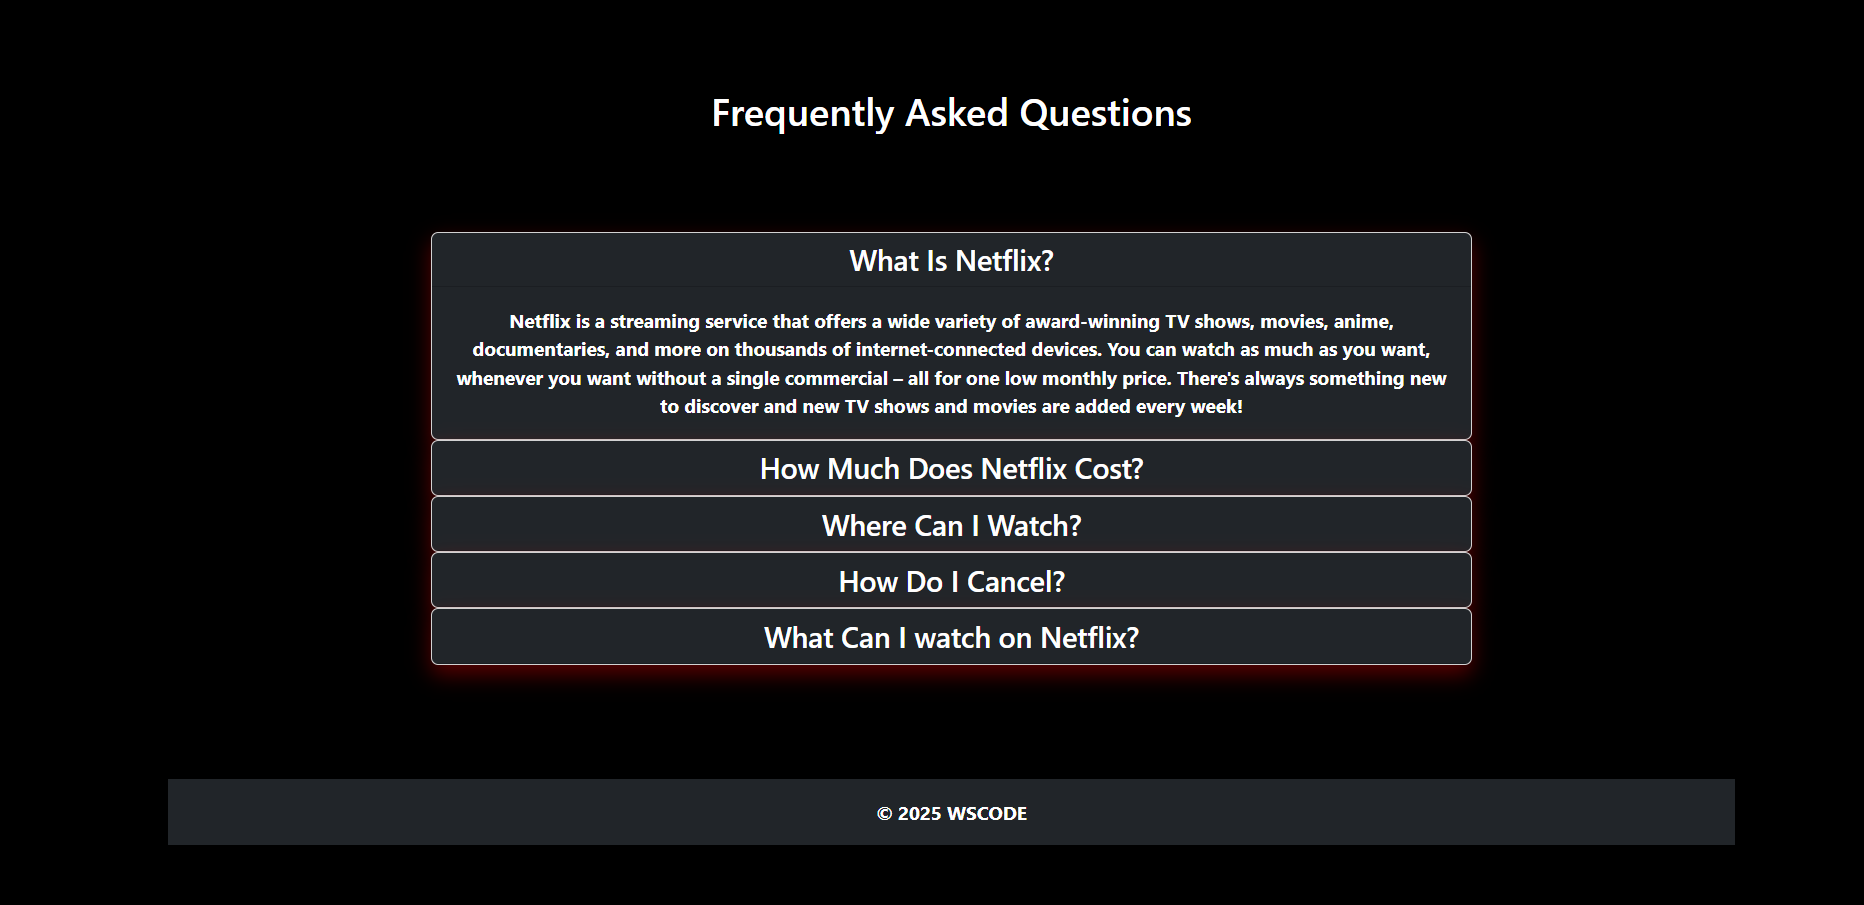 Frequently Asked Questions
What Is Netflix?
Netflix is a streaming service that offers a wide variety of award-winning TV shows, movies, anime,
documentaries, and more on thousands of internet-connected devices. You can watch as much as you want,
whenever you want without a single commercial – all for one low monthly price. There's always something new
to discover and new TV shows and movies are added every week!
How Much Does Netflix Cost?
Where Can I Watch?
How Do I Cancel?
What Can I watch on Netflix?
© 2025 WSCODE